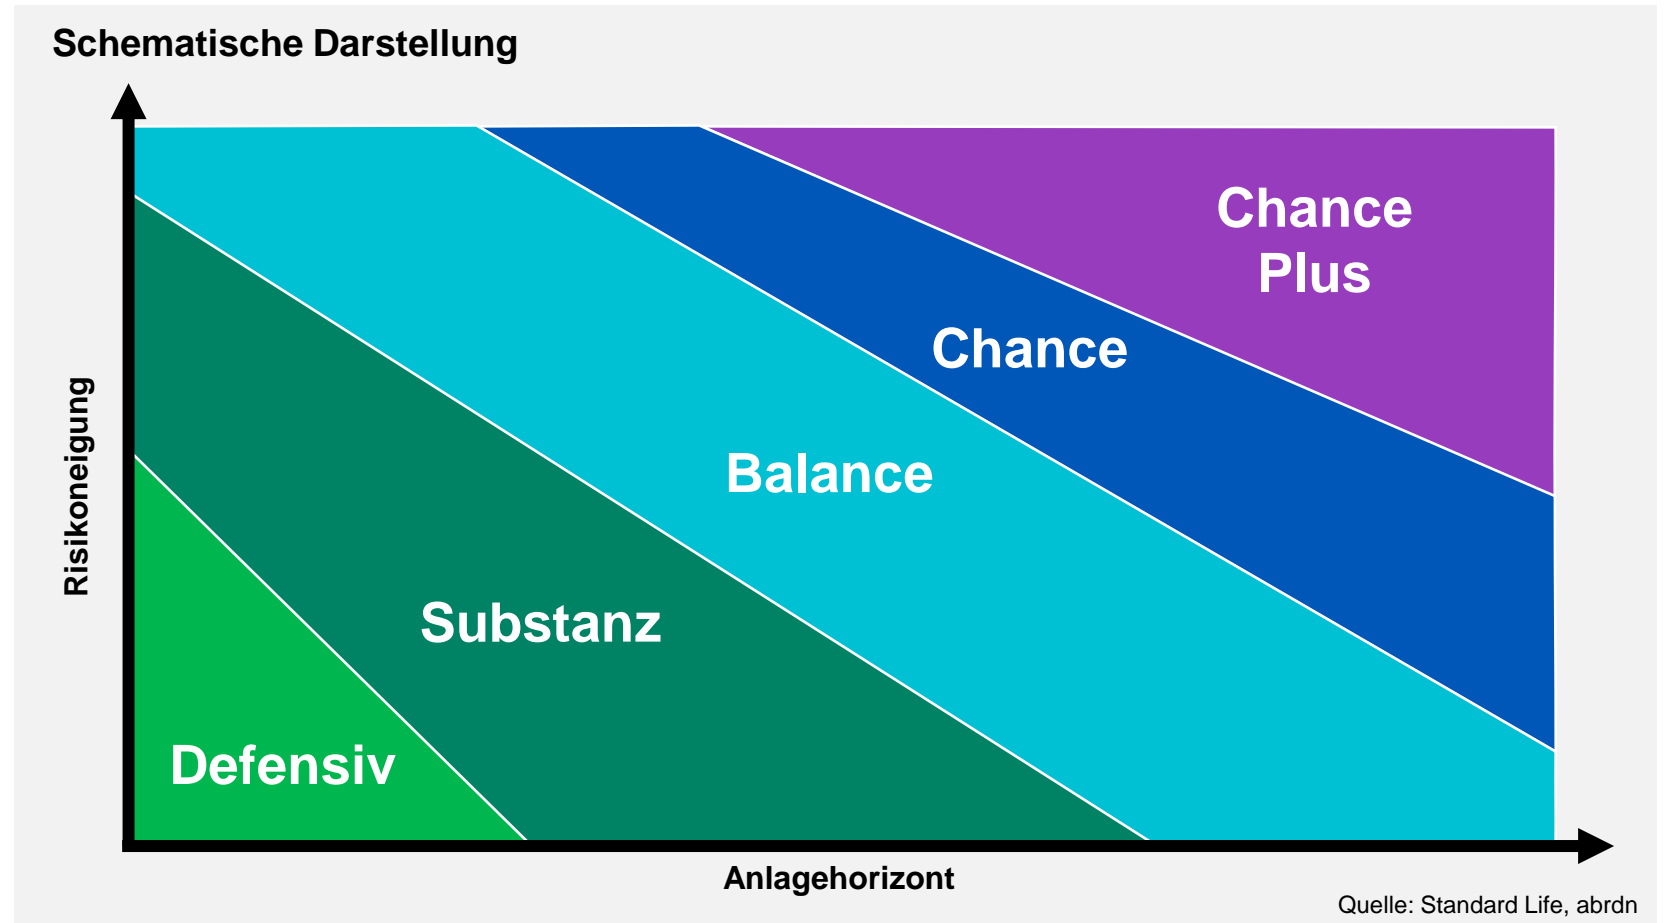 Schematische Darstellung
Chance
Plus
Chance
Balance
Substanz
Defensiv
Risikoneigung
Anlagehorizont
Quelle: Standard Life, abrdn